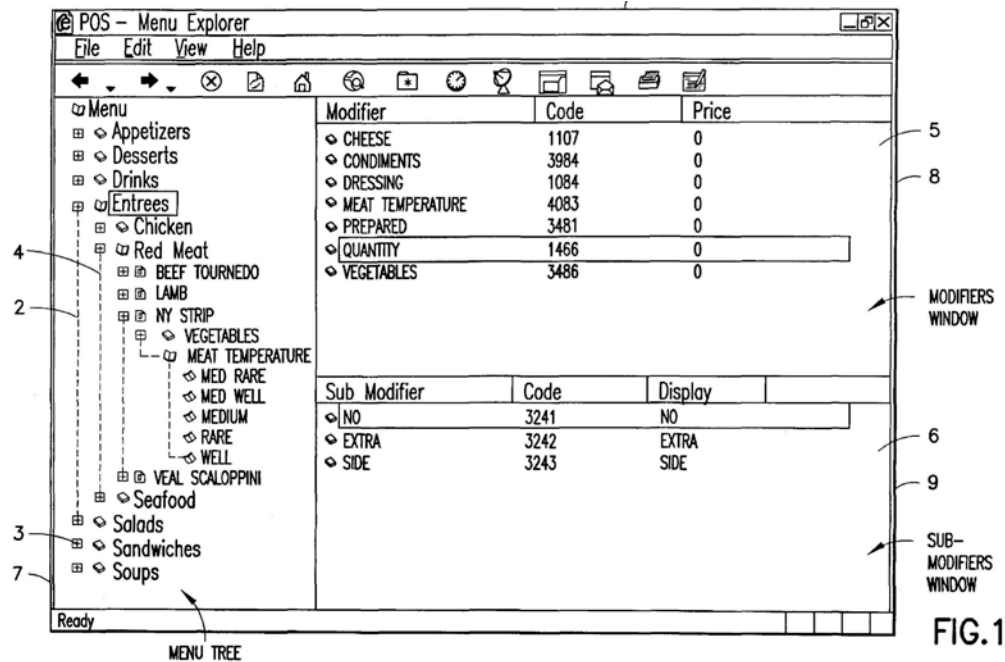 POS – Menu Explorer
File Edit View Help
Menu
Appetizers
Desserts
Drinks
Entrees
Chicken
Red Meat
BEEF TOURNEDO
LAMB
NY STRIP
VEGETABLES
MEAT TEMPERATURE
MED RARE
MED WELL
MEDIUM
RARE
WELL
VEAL SCALOPPINI
Seafood
Salads
Sandwiches
Soups
Modifier Code Price
CHEESE 1107 0
CONDIMENTS 3984 0
DRESSING 1084 0
MEAT TEMPERATURE 4083 0
PREPARED 3481 0
QUANTITY 1466 0
VEGETABLES 3486 0
Sub Modifier Code Display
NO 3241 NO
EXTRA 3242 EXTRA
SIDE 3243 SIDE
Ready
4
2
3
7
5
8
MODIFIERS
WINDOW
6
9
SUB–
MODIFIERS
WINDOW
MENU TREE
FIG.1